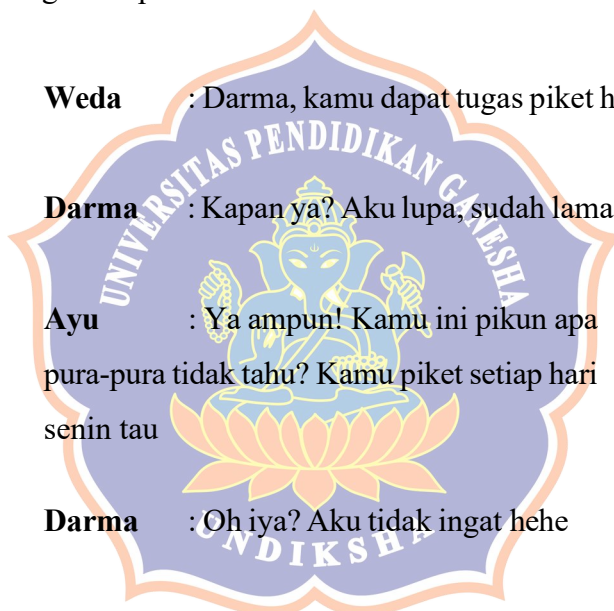 Weda : Darma, kamu dapat tugas piket h
Darma : Kapan ya? Aku lupa, sudah lama
Ayu : Ya ampun! Kamu ini pikun apa
pura-pura tidak tahu? Kamu piket setiap hari
senin tau
Darma : Oh iya? Aku tidak ingat hehe
UNIVERSITAS PENDIDIKAN GANESHA
UNDIKSHA